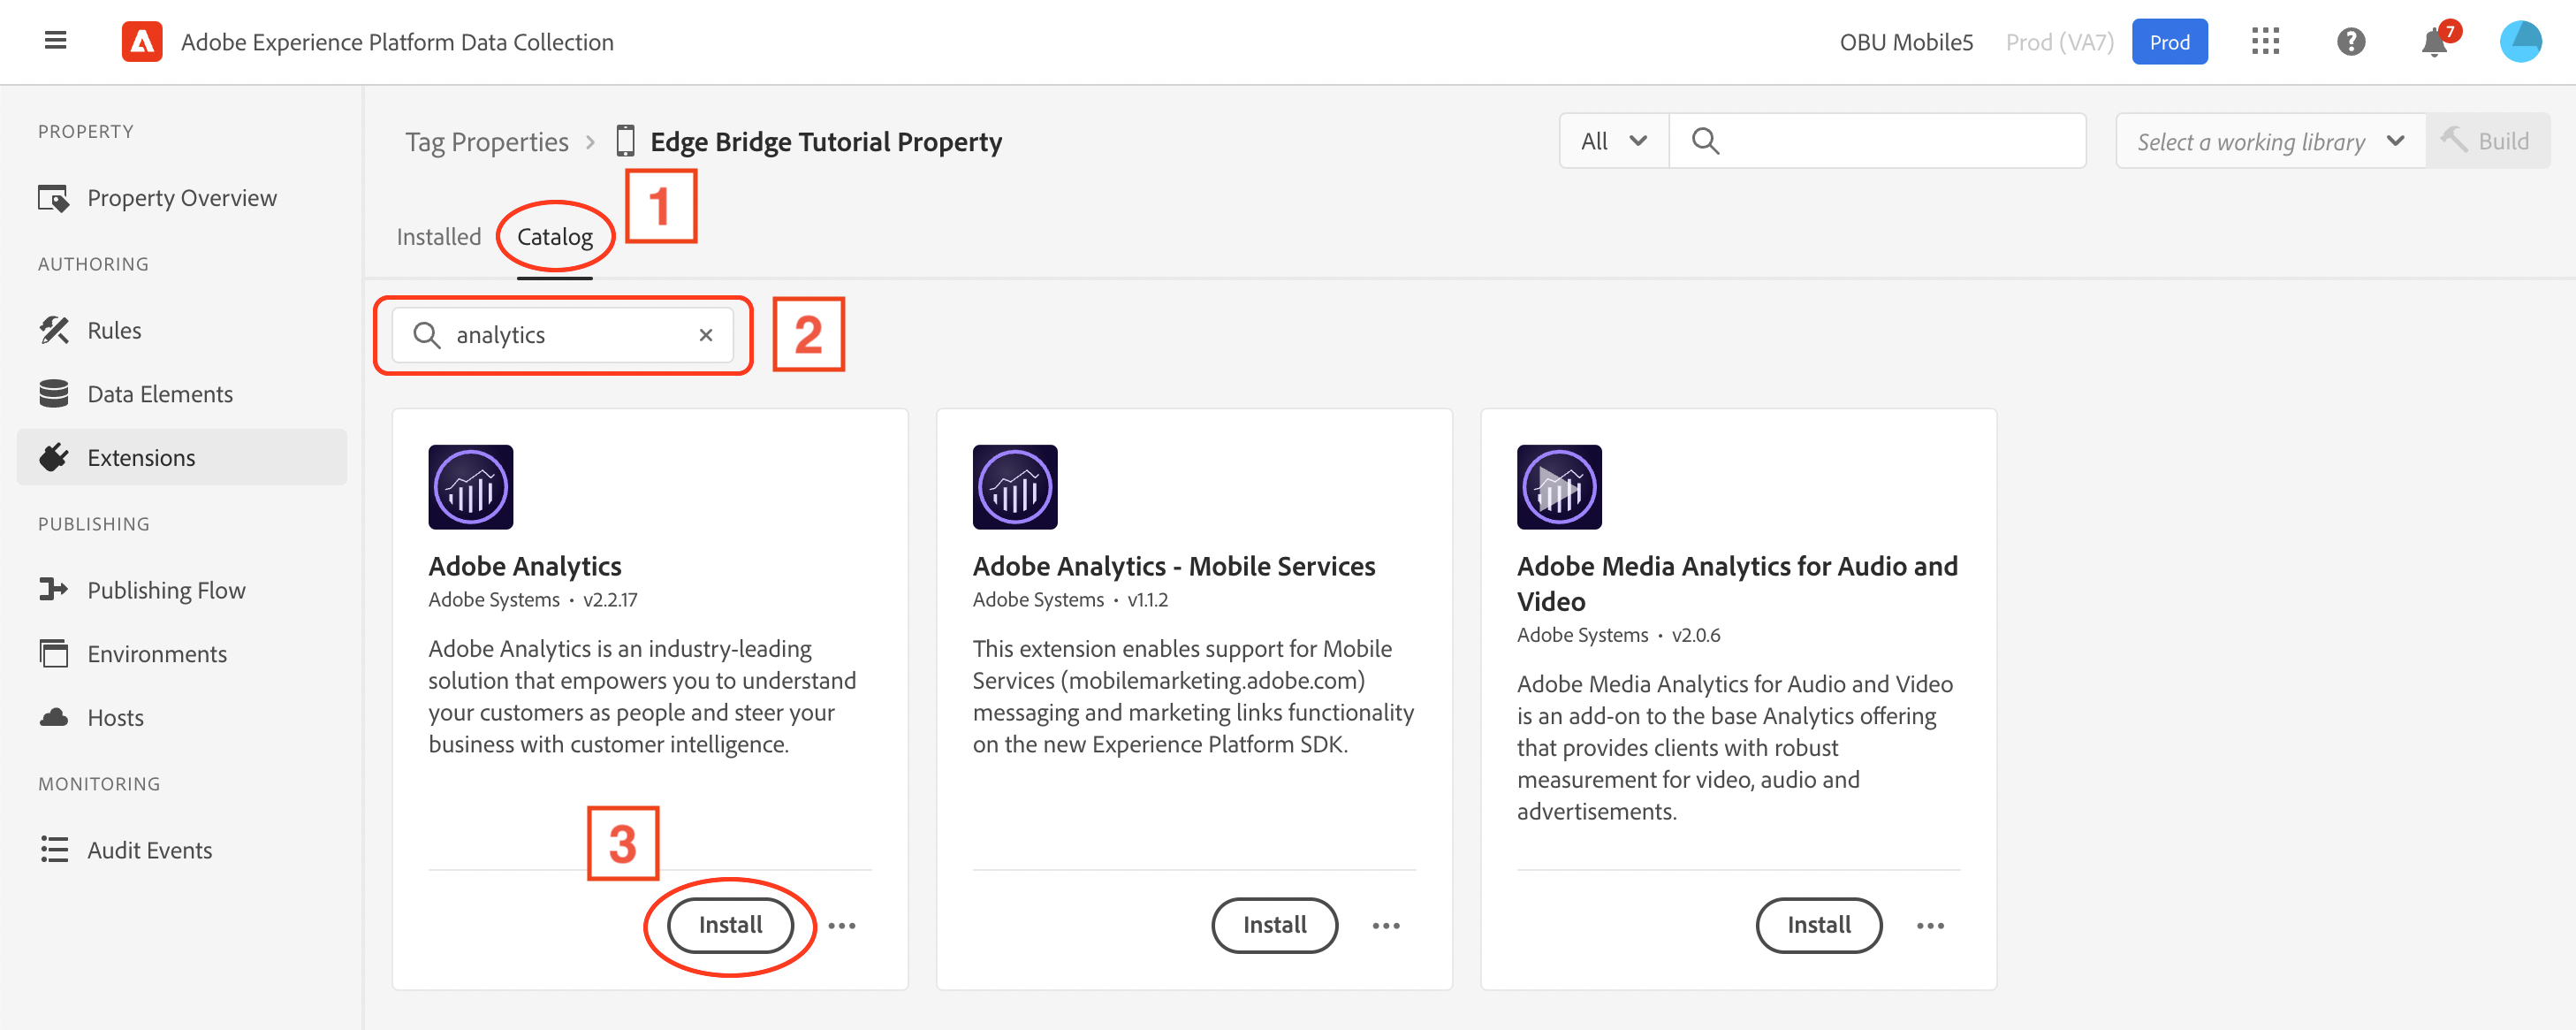 Adobe Experience Platform Data Collection
OBU Mobile5 Prod (VA7) Prod 7
PROPERTY
Property Overview
AUTHORING
Rules
Data Elements
Extensions
PUBLISHING
Publishing Flow
Environments
Hosts
MONITORING
Audit Events
Tag Properties > Edge Bridge Tutorial Property
All
Select a working library
Build
Installed Catalog 1
analytics × 2
Adobe Analytics
Adobe Systems • v2.2.17
Adobe Analytics is an industry-leading
solution that empowers you to understand
your customers as people and steer your
business with customer intelligence.
3
Install •••
Adobe Analytics - Mobile Services
Adobe Systems • v1.1.2
This extension enables support for Mobile
Services (mobilemarketing.adobe.com)
messaging and marketing links functionality
on the new Experience Platform SDK.
Install •••
Adobe Media Analytics for Audio and
Video
Adobe Systems • v2.0.6
Adobe Media Analytics for Audio and Video
is an add-on to the base Analytics offering
that provides clients with robust
measurement for video, audio and
advertisements.
Install •••